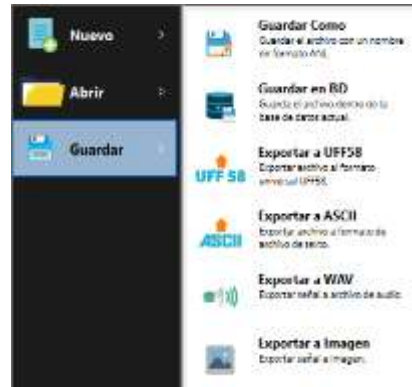 Nuevo
Abrir
Guardar
Guardar Como
Guardar el archivo con un nombre
en formato
Guardar en BD
Guarda el archivo dentro de la
base de datos actual.
Exportar a UFF58
UFF 58
Exportar archivo al formato
universal UFF58.
Exportar a ASCII
ASCII
Exportar archivo a formato de
archivo de texto.
Exportar a WAV
Exportar señal a archivo de audio.
Exportar a Imagen
Exportar señal a imagen.